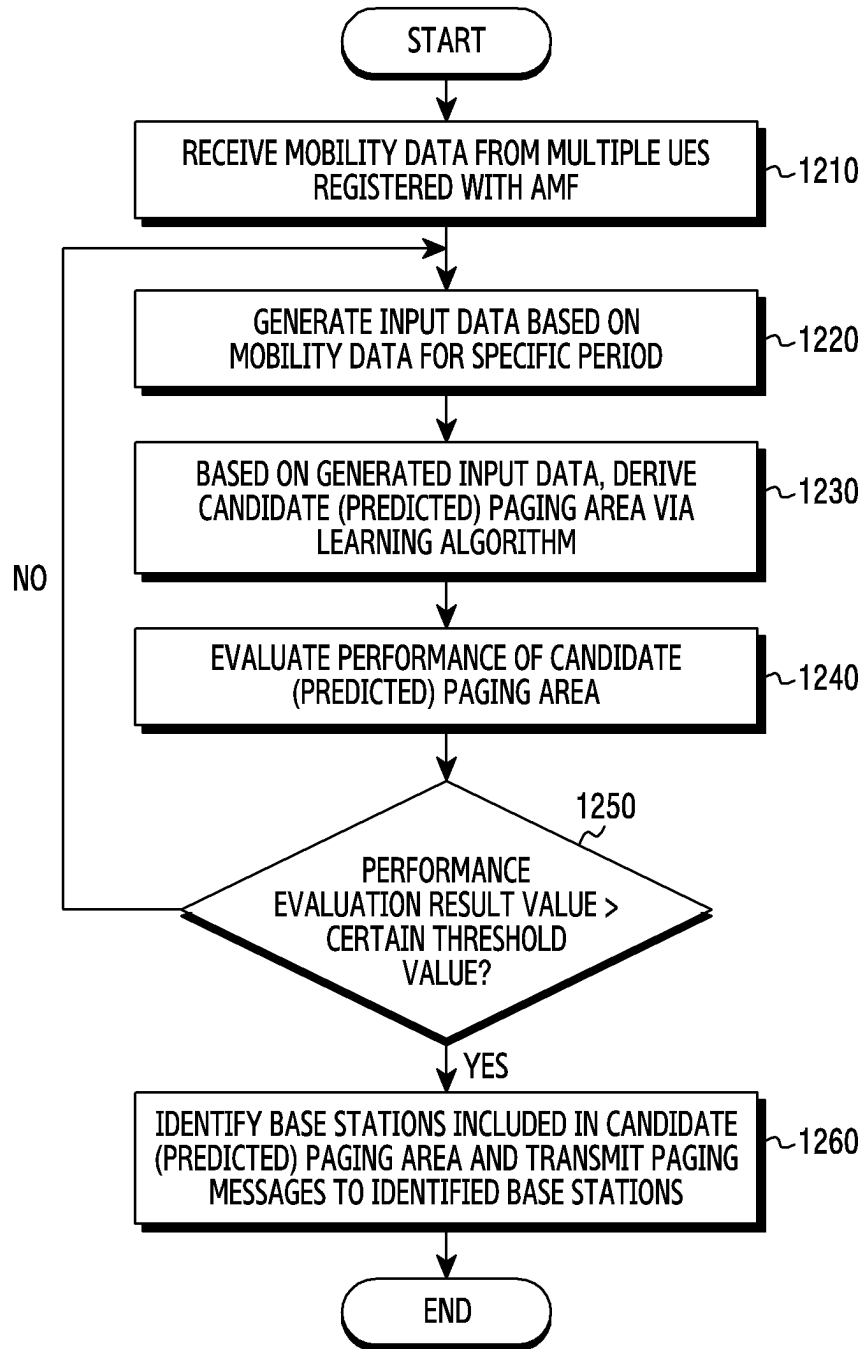 START
RECEIVE MOBILITY DATA FROM MULTIPLE UES
REGISTERED WITH AMF
1210
GENERATE INPUT DATA BASED ON
MOBILITY DATA FOR SPECIFIC PERIOD
1220
BASED ON GENERATED INPUT DATA, DERIVE
CANDIDATE (PREDICTED) PAGING AREA VIA
LEARNING ALGORITHM
1230
NO
EVALUATE PERFORMANCE OF CANDIDATE
(PREDICTED) PAGING AREA
1240
1250
PERFORMANCE
EVALUATION RESULT VALUE >
CERTAIN THRESHOLD
VALUE?
YES
IDENTIFY BASE STATIONS INCLUDED IN CANDIDATE
(PREDICTED) PAGING AREA AND TRANSMIT PAGING
MESSAGES TO IDENTIFIED BASE STATIONS
1260
END